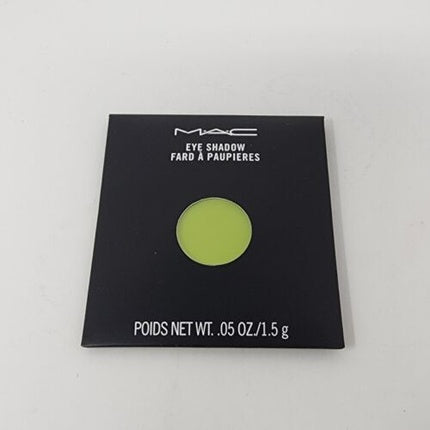 MAC
EYE SHADOW
FARD À PAUPIERES
POIDS NET WT. .05 OZ./1.5 g